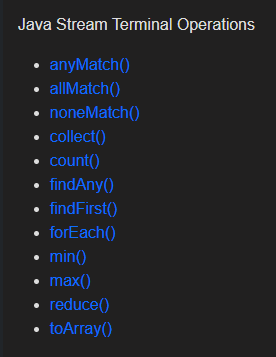 Java Stream Terminal Operations
anyMatch()
allMatch()
noneMatch()
collect()
count()
findAny()
findFirst()
forEach()
min()
max()
reduce()
toArray()